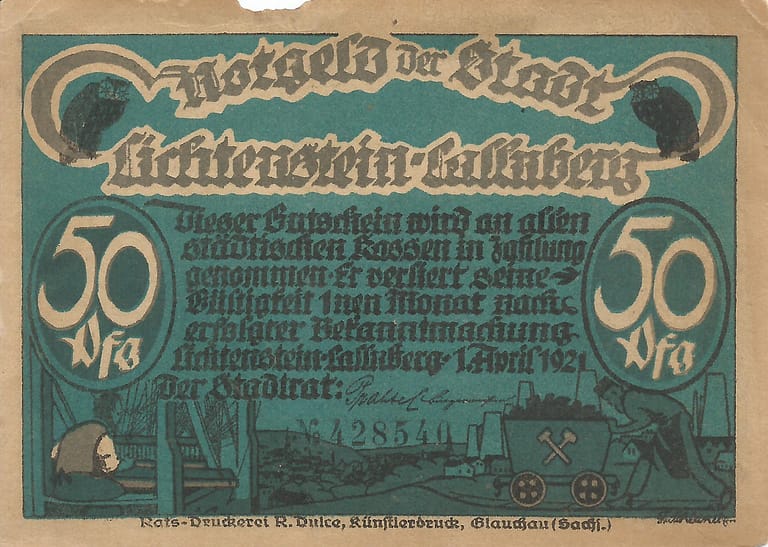 Notgeld der Stadt
Lichtenstein-Callnberg
50
Pfg
50
Pfg
Dieser Gutschein wird an allen
städtischen Kassen in Zahlung
genommen. Er verliert seine
Gültigkeit 1nen Monat nach
erfolgter Bekanntmachung
Lichtenstein-Callnberg. 1. April 1921
Der Stadtrat:
№ 428540
Rats-Druckerei R. Dulce, Künstlerdruck, Glauchau (Sachs.)